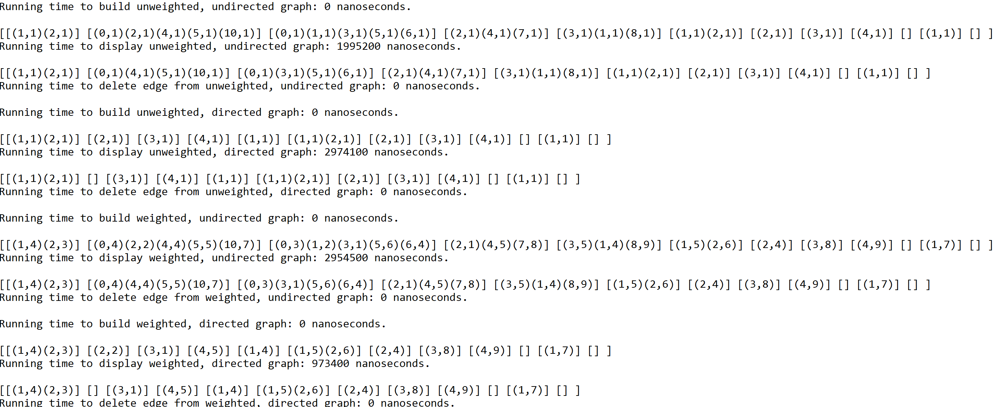 Running time to build unweighted, undirected graph: 0 nanoseconds.
[[(1,1)(2,1)] [(0,1)(2,1)(4,1)(5,1)(10,1)] [(0,1)(1,1)(3,1)(5,1)(6,1)] [(2,1)(4,1)(7,1)] [(3,1)(1,1)(8,1)] [(1,1)(2,1)] [(2,1)] [(3,1)] [(4,1)] [] [(1,1)] [] ]
Running time to display unweighted, undirected graph: 1995200 nanoseconds.
[[(1,1)(2,1)] [(0,1)(4,1)(5,1)(10,1)] [(0,1)(3,1)(5,1)(6,1)] [(2,1)(4,1)(7,1)] [(3,1)(1,1)(8,1)] [(1,1)(2,1)] [(2,1)] [(3,1)] [(4,1)] [] [(1,1)] [] ]
Running time to delete edge from unweighted, undirected graph: 0 nanoseconds.
Running time to build unweighted, directed graph: 0 nanoseconds.
[[(1,1)(2,1)] [(2,1)] [(3,1)] [(4,1)] [(1,1)] [(1,1)(2,1)] [(2,1)] [(3,1)] [(4,1)] [] [(1,1)] [] ]
Running time to display unweighted, directed graph: 2974100 nanoseconds.
[[(1,1)(2,1)] [] [(3,1)] [(4,1)] [(1,1)] [(1,1)(2,1)] [(2,1)] [(3,1)] [(4,1)] [] [(1,1)] [] ]
Running time to delete edge from unweighted, directed graph: 0 nanoseconds.
Running time to build weighted, undirected graph: 0 nanoseconds.
[[(1,4)(2,3)] [(0,4)(2,2)(4,4)(5,5)(10,7)] [(0,3)(1,2)(3,1)(5,6)(6,4)] [(2,1)(4,5)(7,8)] [(3,5)(1,4)(8,9)] [(1,5)(2,6)] [(2,4)] [(3,8)] [(4,9)] [] [(1,7)] [] ]
Running time to display weighted, undirected graph: 2954500 nanoseconds.
[[(1,4)(2,3)] [(0,4)(4,4)(5,5)(10,7)] [(0,3)(3,1)(5,6)(6,4)] [(2,1)(4,5)(7,8)] [(3,5)(1,4)(8,9)] [(1,5)(2,6)] [(2,4)] [(3,8)] [(4,9)] [] [(1,7)] [] ]
Running time to delete edge from weighted, undirected graph: 0 nanoseconds.
Running time to build weighted, directed graph: 0 nanoseconds.
[[(1,4)(2,3)] [(2,2)] [(3,1)] [(4,5)] [(1,4)] [(1,5)(2,6)] [(2,4)] [(3,8)] [(4,9)] [] [(1,7)] [] ]
Running time to display weighted, directed graph: 973400 nanoseconds.
[[(1,4)(2,3)] [] [(3,1)] [(4,5)] [(1,4)] [(1,5)(2,6)] [(2,4)] [(3,8)] [(4,9)] [] [(1,7)] [] ]
Running time to delete edge from weighted, directed graph: 0 nanoseconds.